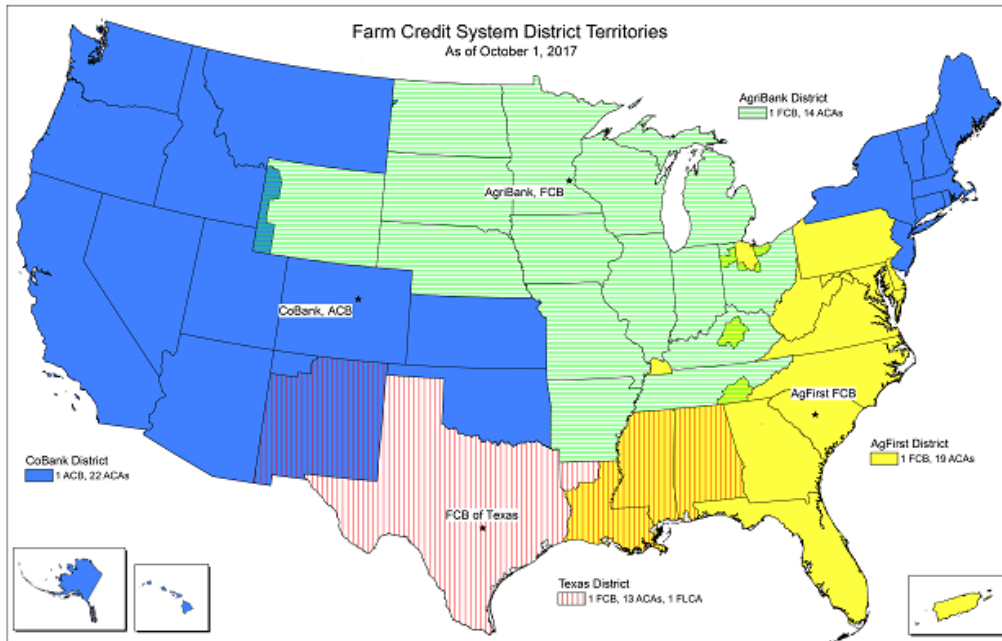 Farm Credit System District Territories
As of October 1, 2017
AgriBank District
1 FCB, 14 ACAs
AgriBank, FCB
CoBank, ACB
AgFirst FCB
CoBank District
1 ACB, 22 ACAs
AgFirst District
1 FCB, 19 ACAs
FCB of Texas
Texas District
1 FCB, 13 ACAs, 1 FLCA